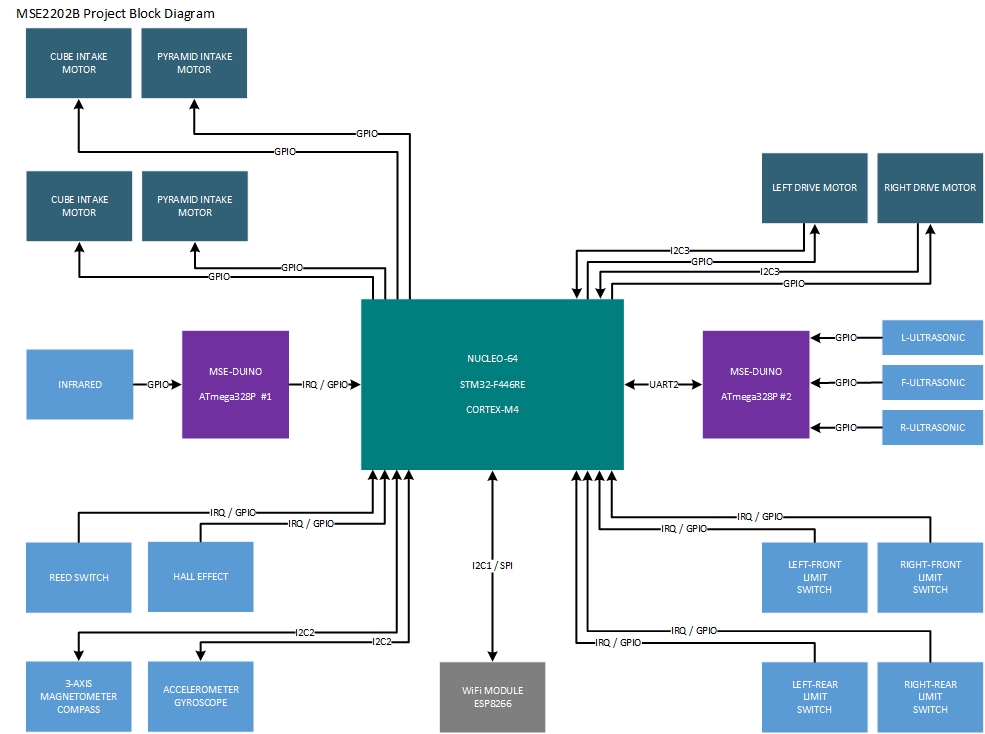 MSE2202B Project Block Diagram
CUBE INTAKE
MOTOR
PYRAMID INTAKE
MOTOR
GPIO
GPIO
CUBE INTAKE
MOTOR
PYRAMID INTAKE
MOTOR
GPIO
GPIO
LEFT DRIVE MOTOR
RIGHT DRIVE MOTOR
I2C3
GPIO
I2C3
GPIO
INFRARED
GPIO
MSE-DUINO
ATmega328P #1
IRQ / GPIO
NUCLEO-64
STM32-F446RE
CORTEX-M4
UART2
MSE-DUINO
ATmega328P #2
GPIO
L-ULTRASONIC
GPIO
F-ULTRASONIC
GPIO
R-ULTRASONIC
IRQ / GPIO
IRQ / GPIO
REED SWITCH
HALL EFFECT
I2C2
I2C2
3-AXIS
MAGNETOMETER
COMPASS
ACCELEROMETER
GYROSCOPE
I2C1 / SPI
WiFi MODULE
ESP8266
IRQ / GPIO
IRQ / GPIO
LEFT-FRONT
LIMIT
SWITCH
RIGHT-FRONT
LIMIT
SWITCH
IRQ / GPIO
IRQ / GPIO
LEFT-REAR
LIMIT
SWITCH
RIGHT-REAR
LIMIT
SWITCH